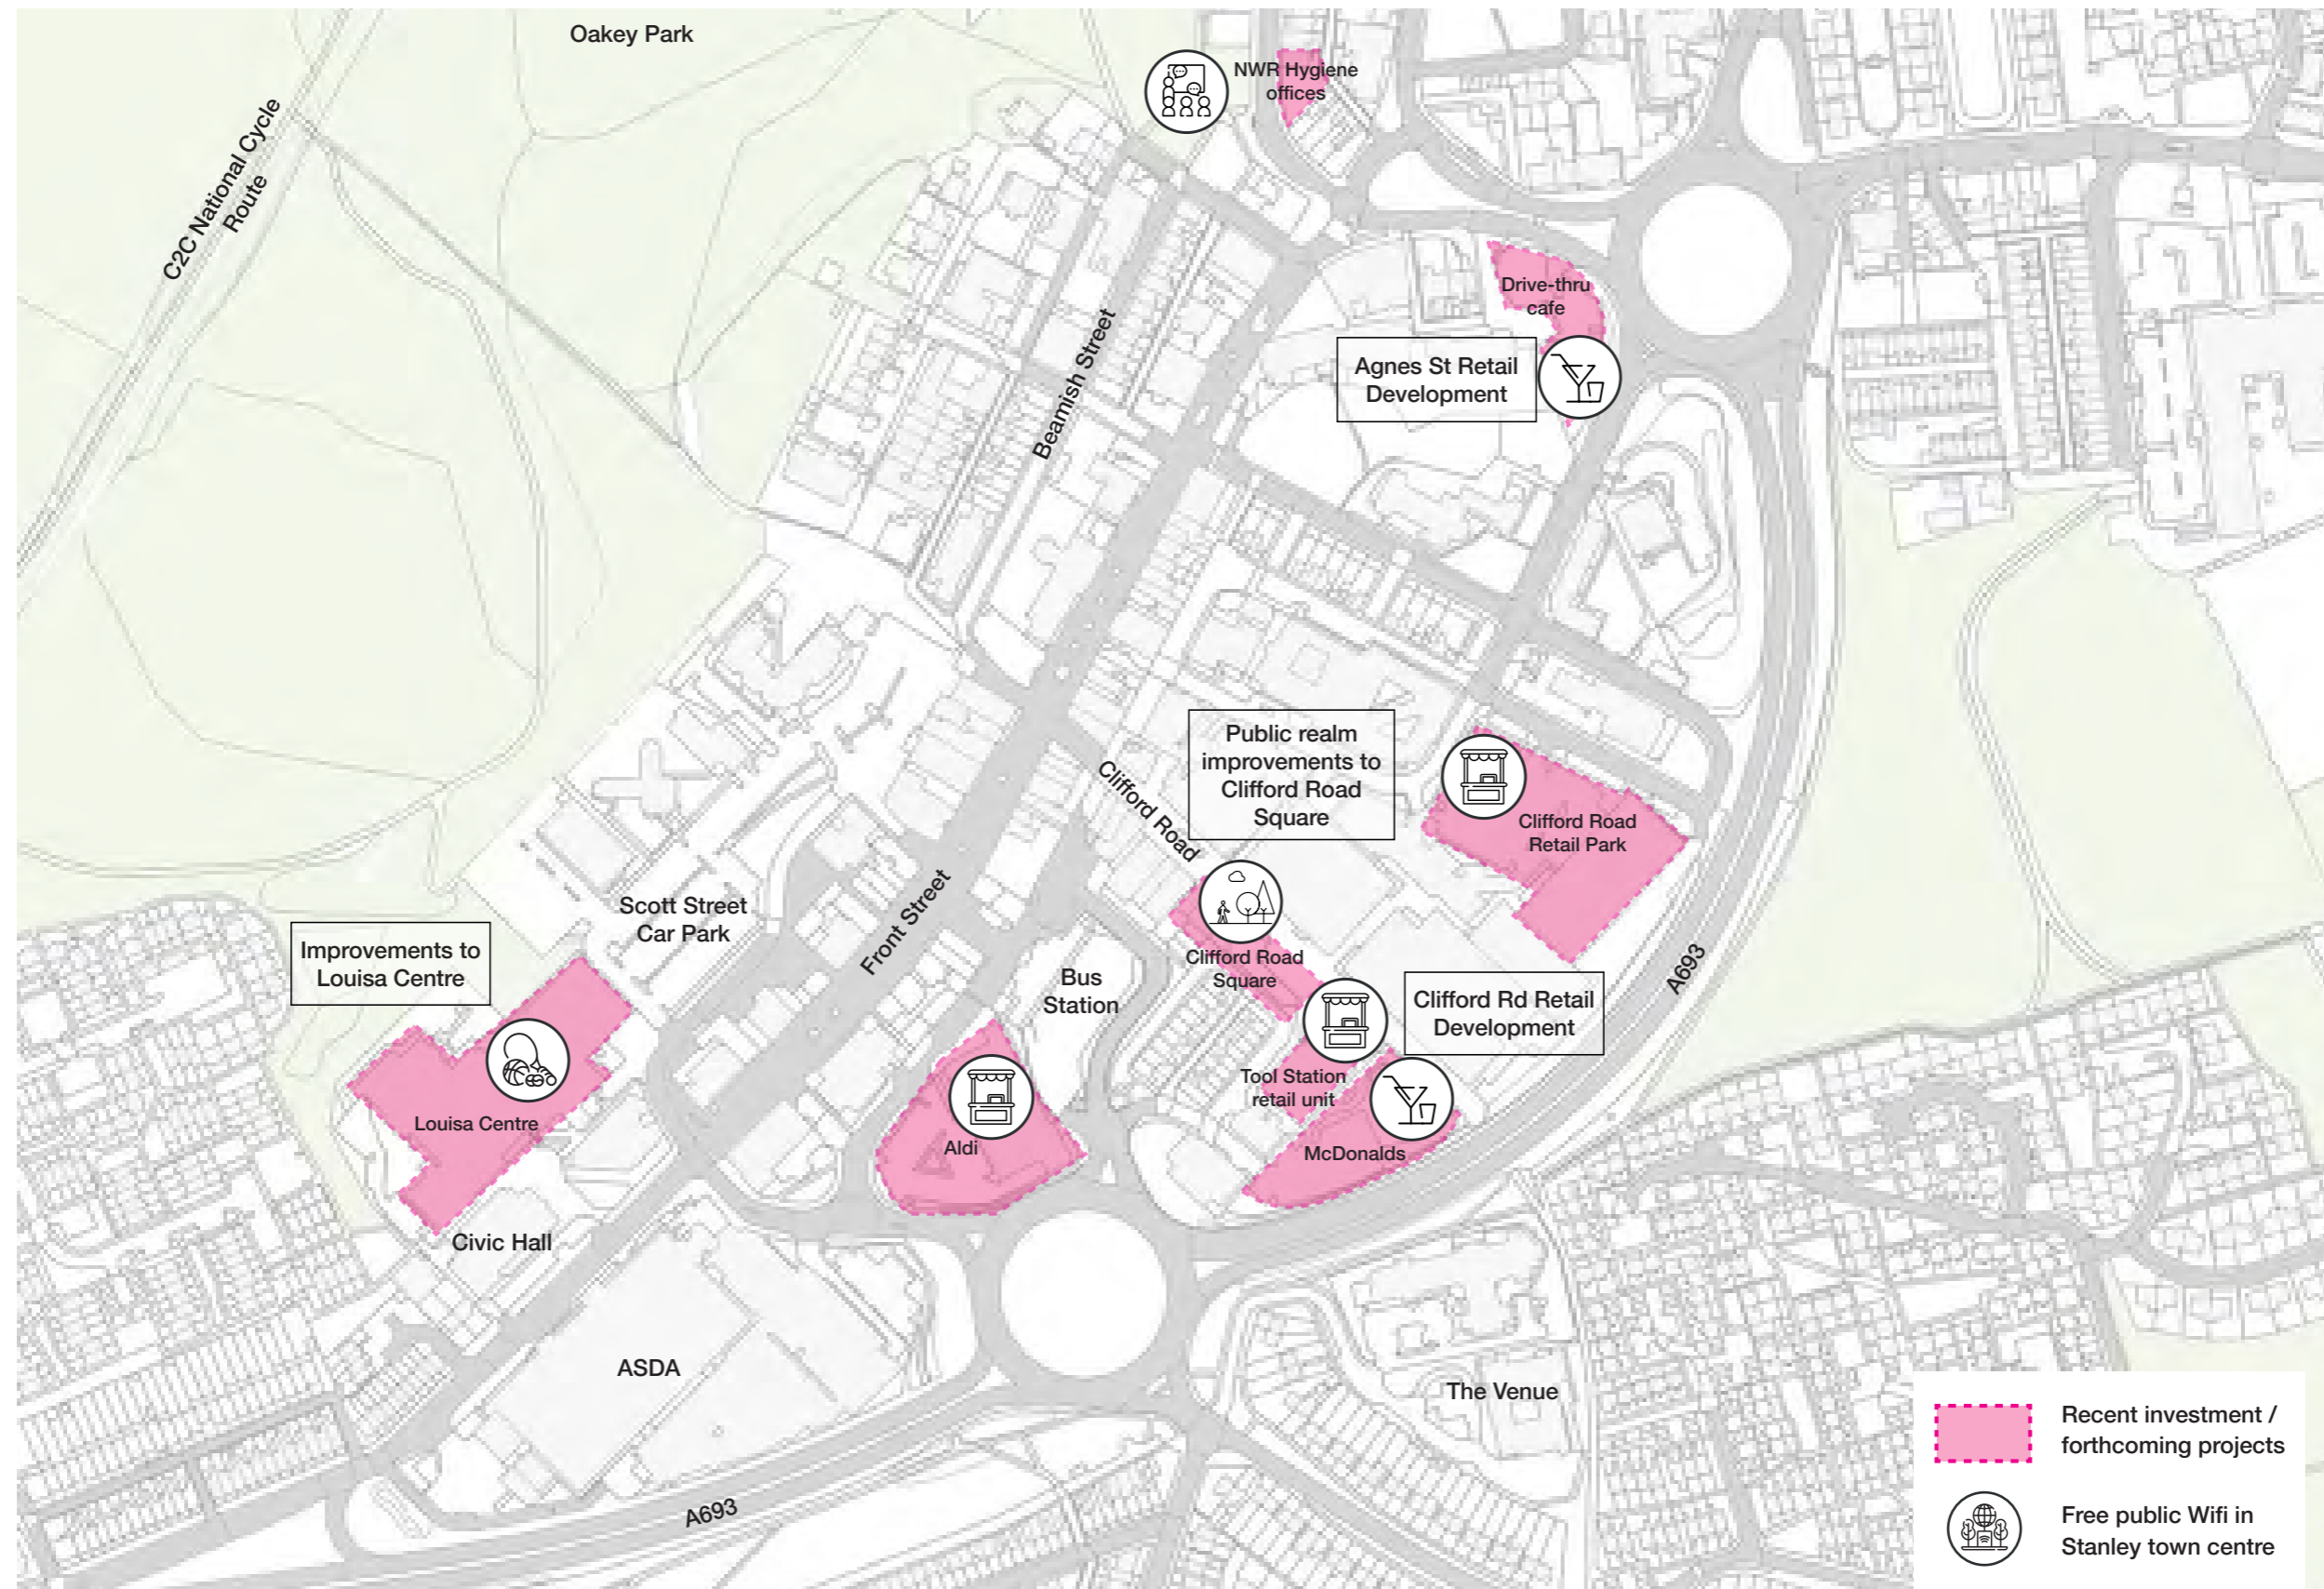 Oakey Park
NWR Hygiene
offices
C2C National Cycle
Route
Drive-thru
cafe
Agnes St Retail
Development
Beamish Street
Public realm
improvements to
Clifford Road
Square
Clifford Road
Clifford Road
Retail Park
Front Street
Scott Street
Car Park
Improvements to
Louisa Centre
Bus
Station
Clifford Road
Square
A693
Clifford Rd Retail
Development
Tool Station
retail unit
Louisa Centre
Aldi
McDonalds
Civic Hall
ASDA
The Venue
A693
Recent investment /
forthcoming projects
Free public Wifi in
Stanley town centre